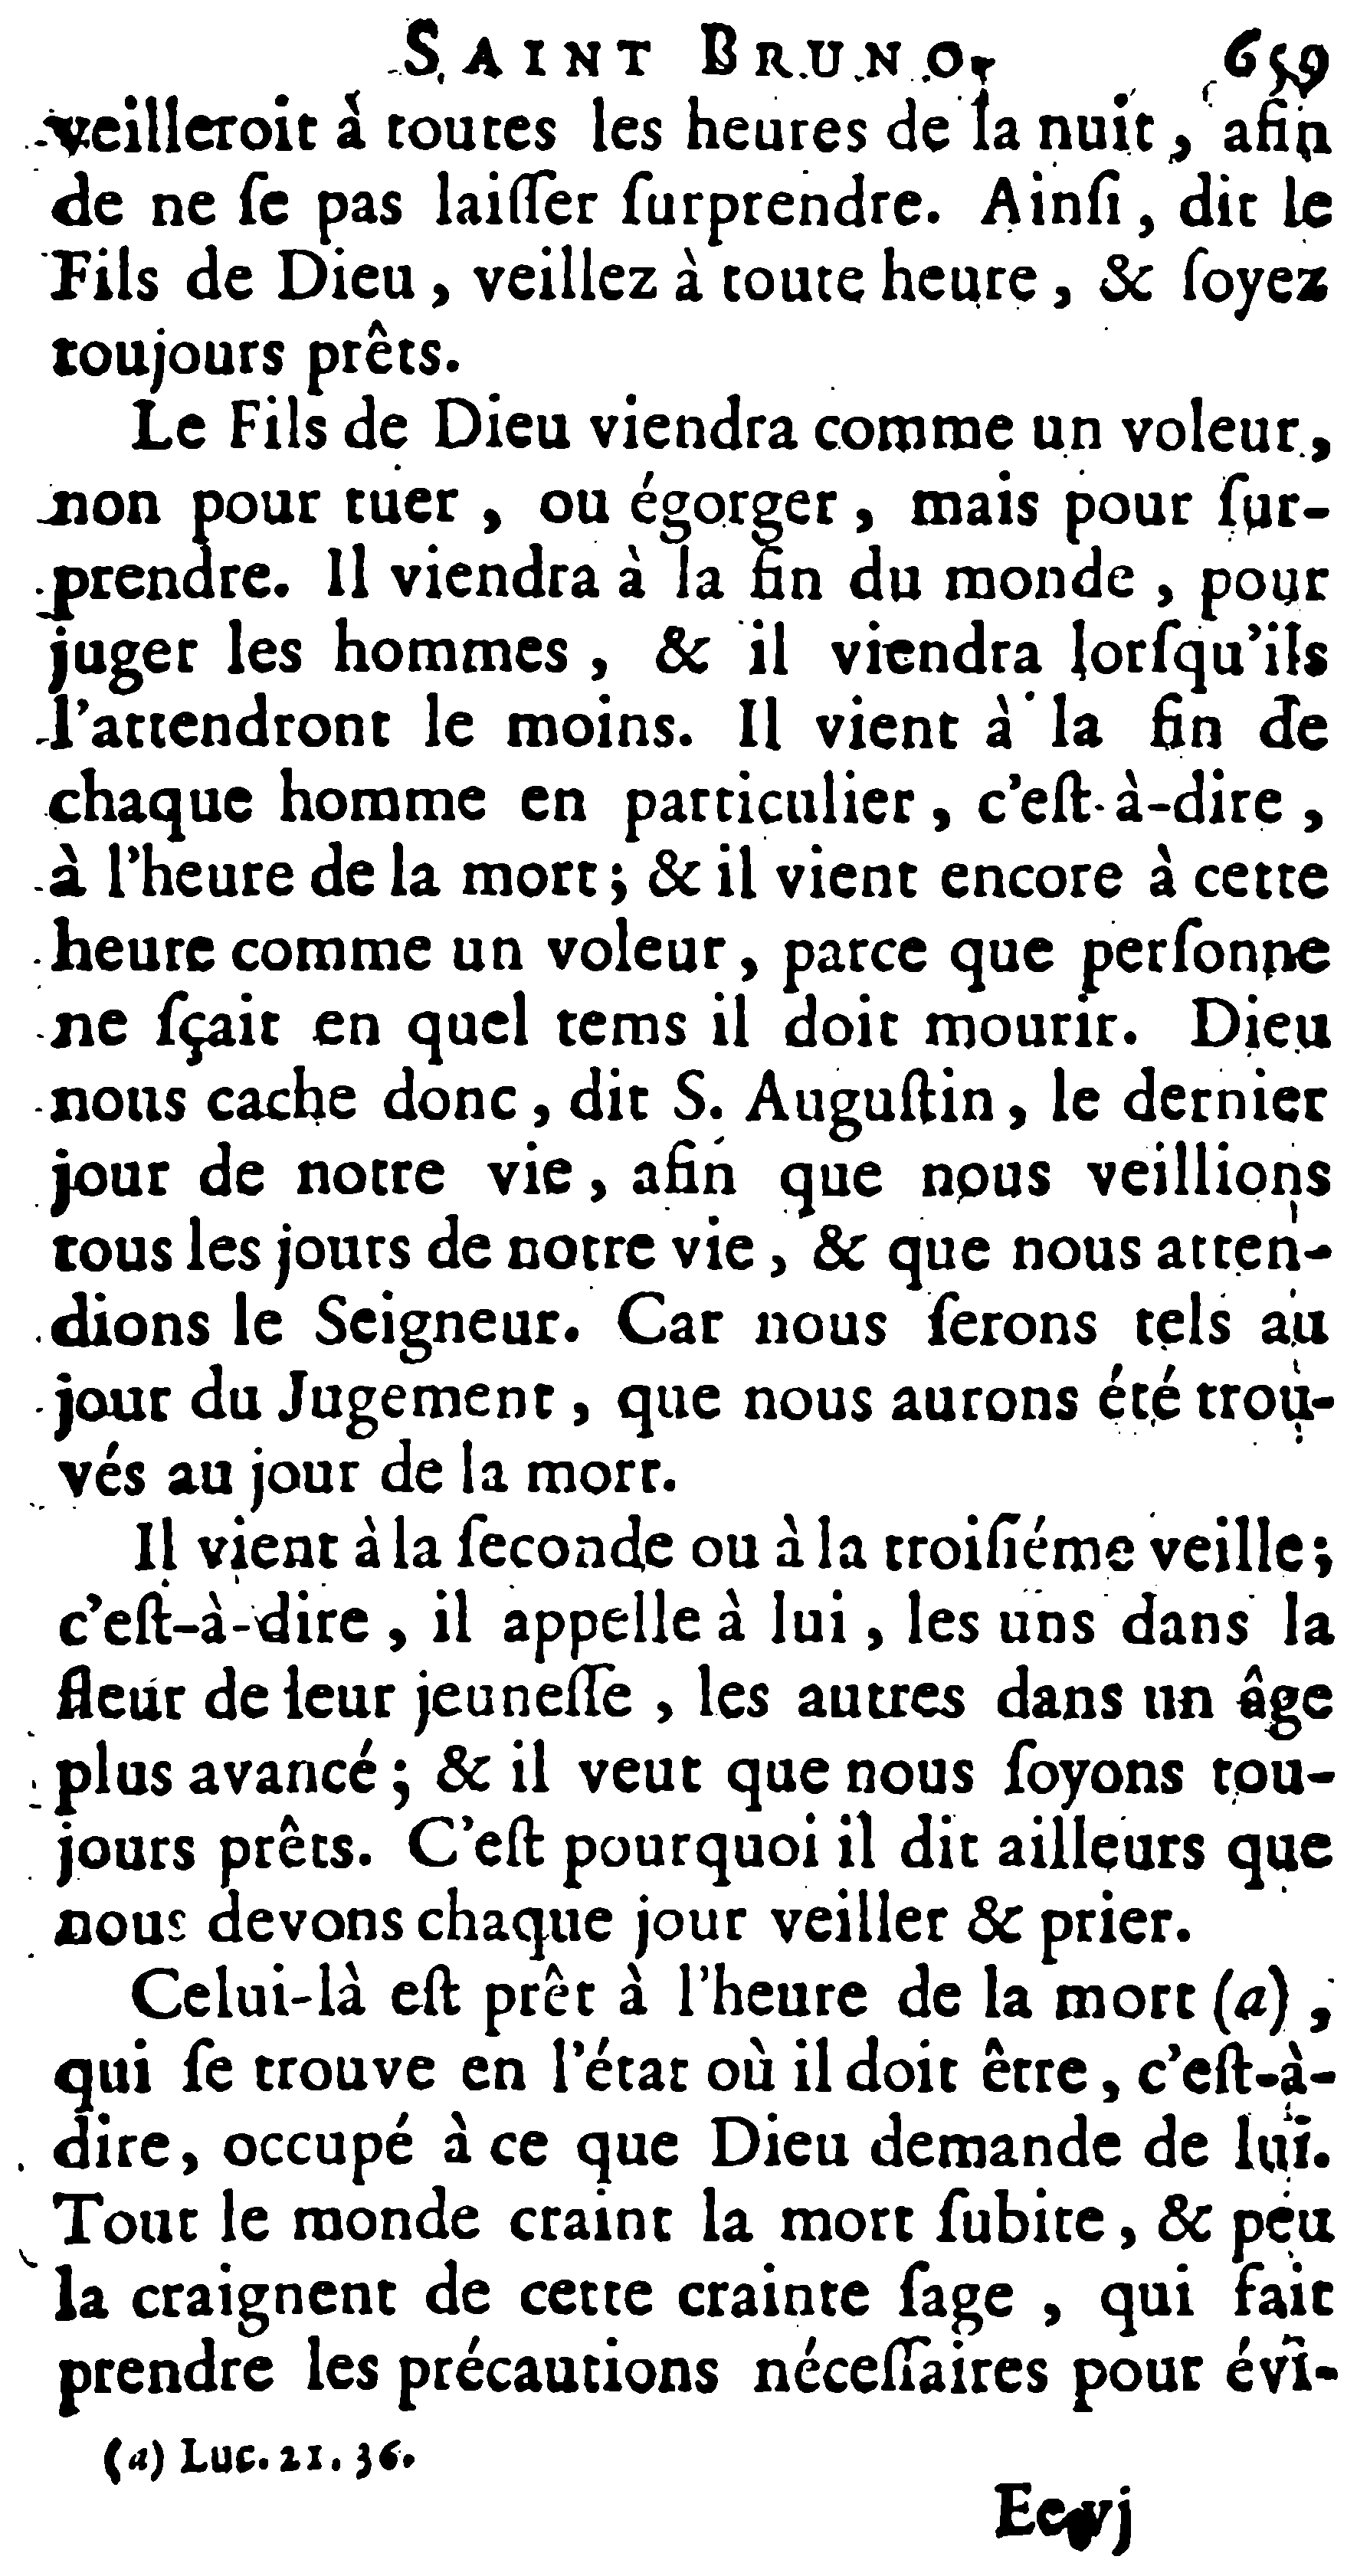 SAINT BRUNO. 659
veilleroit à toutes les heures de la nuit, afin
de ne ſe pas laiſſer ſurprendre. Ainſi, dit le
Fils de Dieu, veillez à toute heure, & ſoyez
toujours prêts.
Le Fils de Dieu viendra comme un voleur,
non pour tuer, ou égorger, mais pour ſur-
prendre. Il viendra à la fin du monde, pour
juger les hommes, & il viendra lorſqu'ils
l'attendront le moins. Il vient à la fin de
chaque homme en particulier, c'eſt-à-dire,
à l'heure de la mort; & il vient encore à cette
heure comme un voleur, parce que perſonne
ne ſçait en quel tems il doit mourir. Dieu
nous cache donc, dit S. Auguſtin, le dernier
jour de notre vie, afin que nous veillions
tous les jours de notre vie, & que nous atten-
dions le Seigneur. Car nous ſerons tels au
jour du Jugement, que nous aurons été trou-
vés au jour de la mort.
Il vient à la ſeconde ou à la troiſiéme veille;
c'eſt-à-dire, il appelle à lui, les uns dans la
fleur de leur jeuneſſe, les autres dans un âge
plus avancé; & il veut que nous ſoyons tou-
jours prêts. C'eſt pourquoi il dit ailleurs que
nous devons chaque jour veiller & prier.
Celui-là eſt prêt à l'heure de la mort (a),
qui ſe trouve en l'état où il doit être, c'eſt-à-
dire, occupé à ce que Dieu demande de lui.
Tout le monde craint la mort ſubite, & peu
la craignent de cette crainte ſage, qui fait
prendre les précautions néceſſaires pour évi-
(a) Luc. 21. 36.
Eevj